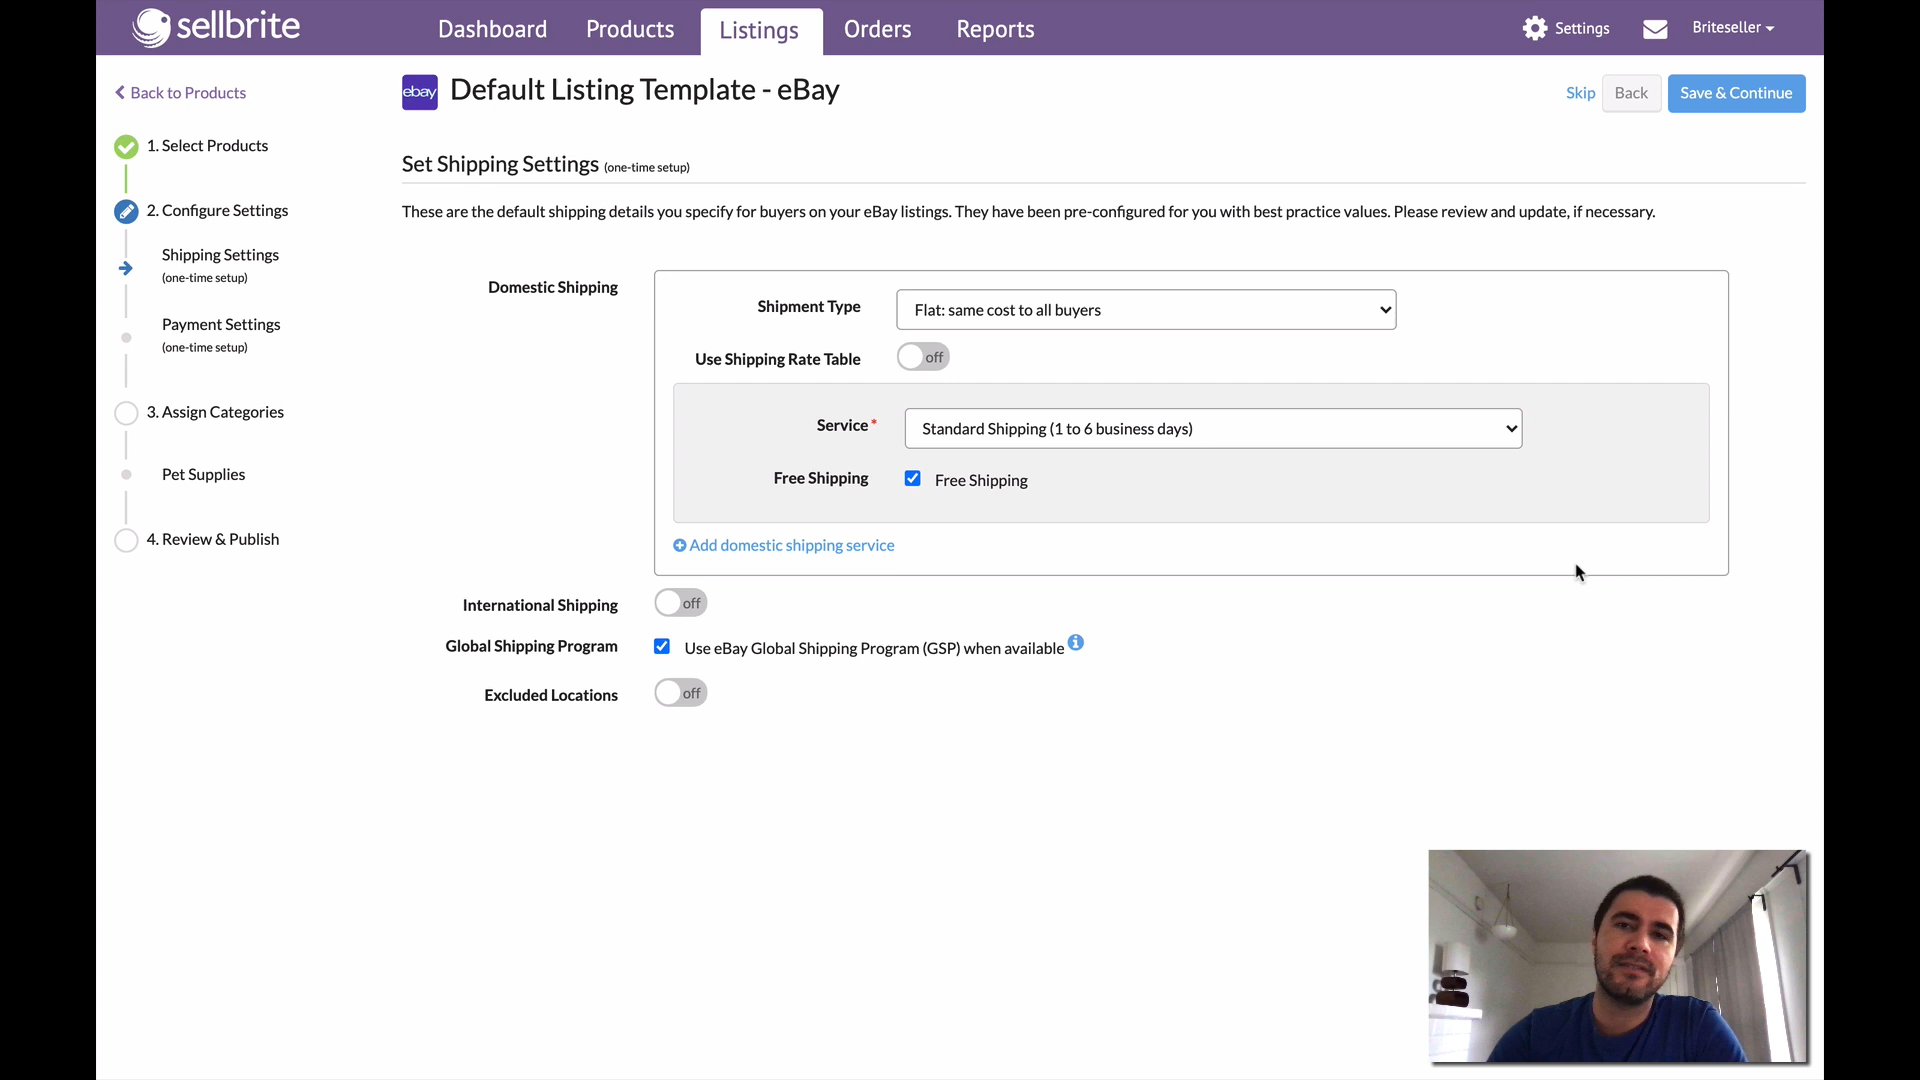 sellbrite
Dashboard
Products
Listings
Orders
Reports
Settings
Briteseller
Back to Products
ebay
Default Listing Template - eBay
Skip
Back
Save & Continue
1. Select Products
2. Configure Settings
Shipping Settings
(one-time setup)
Payment Settings
(one-time setup)
3. Assign Categories
Pet Supplies
4. Review & Publish
Set Shipping Settings (one-time setup)
These are the default shipping details you specify for buyers on your eBay listings. They have been pre-configured for you with best practice values. Please review and update, if necessary.
Domestic Shipping
Shipment Type
Flat: same cost to all buyers
Use Shipping Rate Table
off
Service*
Standard Shipping (1 to 6 business days)
Free Shipping
Free Shipping
Add domestic shipping service
International Shipping
off
Global Shipping Program
Use eBay Global Shipping Program (GSP) when available
Excluded Locations
off